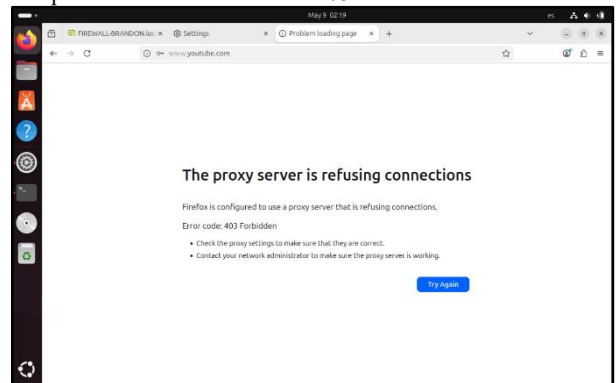 May 9 02:19
es
FIREWALL-BRANDON.loc
Settings
Problem loading page
www.youtube.com
The proxy server is refusing connections
Firefox is configured to use a proxy server that is refusing connections.
Error code: 403 Forbidden
• Check the proxy settings to make sure that they are correct.
• Contact your network administrator to make sure the proxy server is working.
Try Again